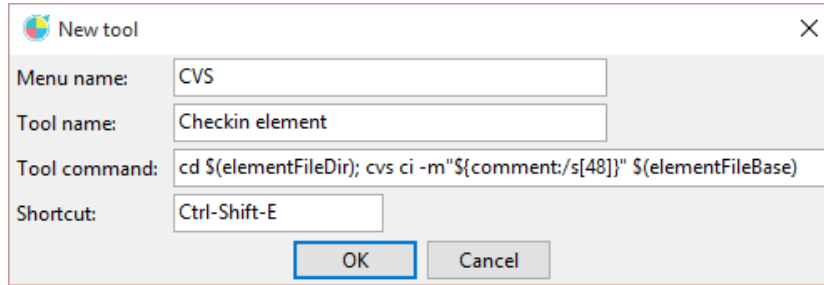 New tool
Menu name: CVS
Tool name: Checkin element
Tool command: cd $(elementFileDir); cvs ci -m"${comment:/s[48]}" $(elementFileBase)
Shortcut: Ctrl-Shift-E
OK Cancel